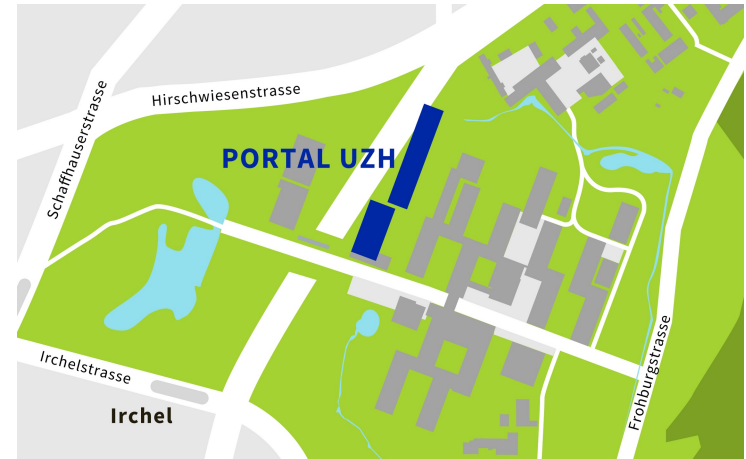 Hirschwiesenstrasse
Schaffhauserstrasse
PORTAL UZH
Frohburgstrasse
Irchelstrasse
Irchel